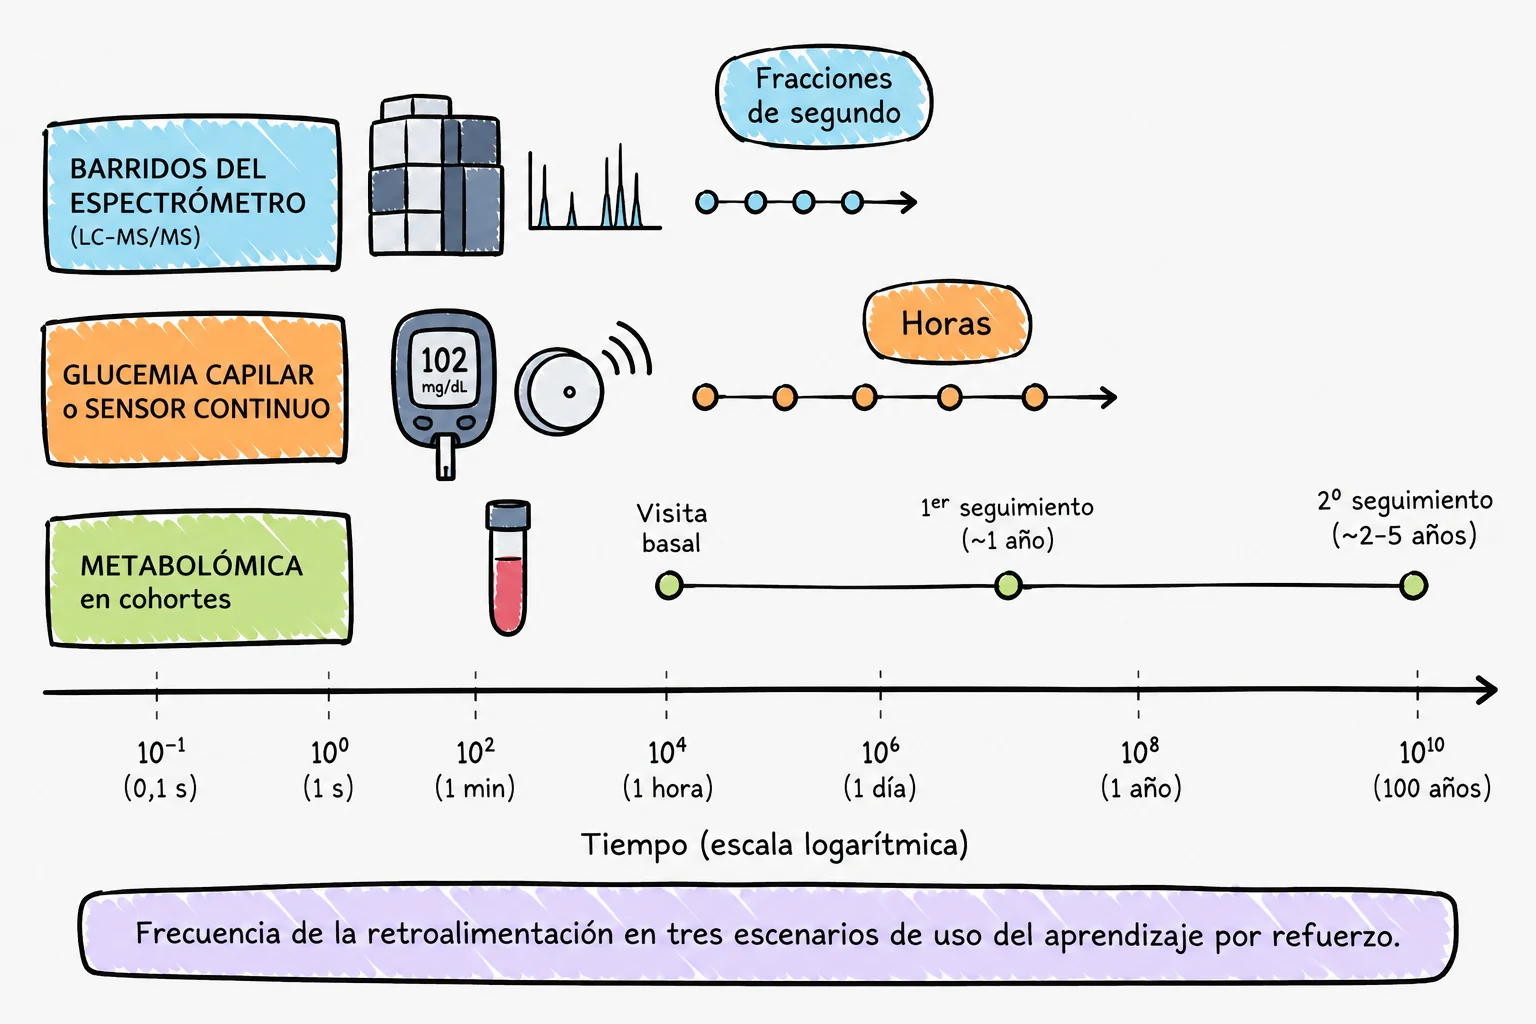 Fracciones
de segundo
BARRIDOS DEL
ESPECTRÓMETRO
(LC-MS/MS)
Horas
GLUCEMIA CAPILAR
o SENSOR CONTINUO
102
mg/dL
METABOLÓMICA
en cohortes
Visita
basal
1er seguimiento
(~1 año)
2º seguimiento
(~2-5 años)
10⁻¹ 10⁰ 10² 10⁴ 10⁶ 10⁸ 10¹⁰
(0,1 s) (1 s) (1 min) (1 hora) (1 día) (1 año) (100 años)
Tiempo (escala logarítmica)
Frecuencia de la retroalimentación en tres escenarios de uso del aprendizaje por refuerzo.